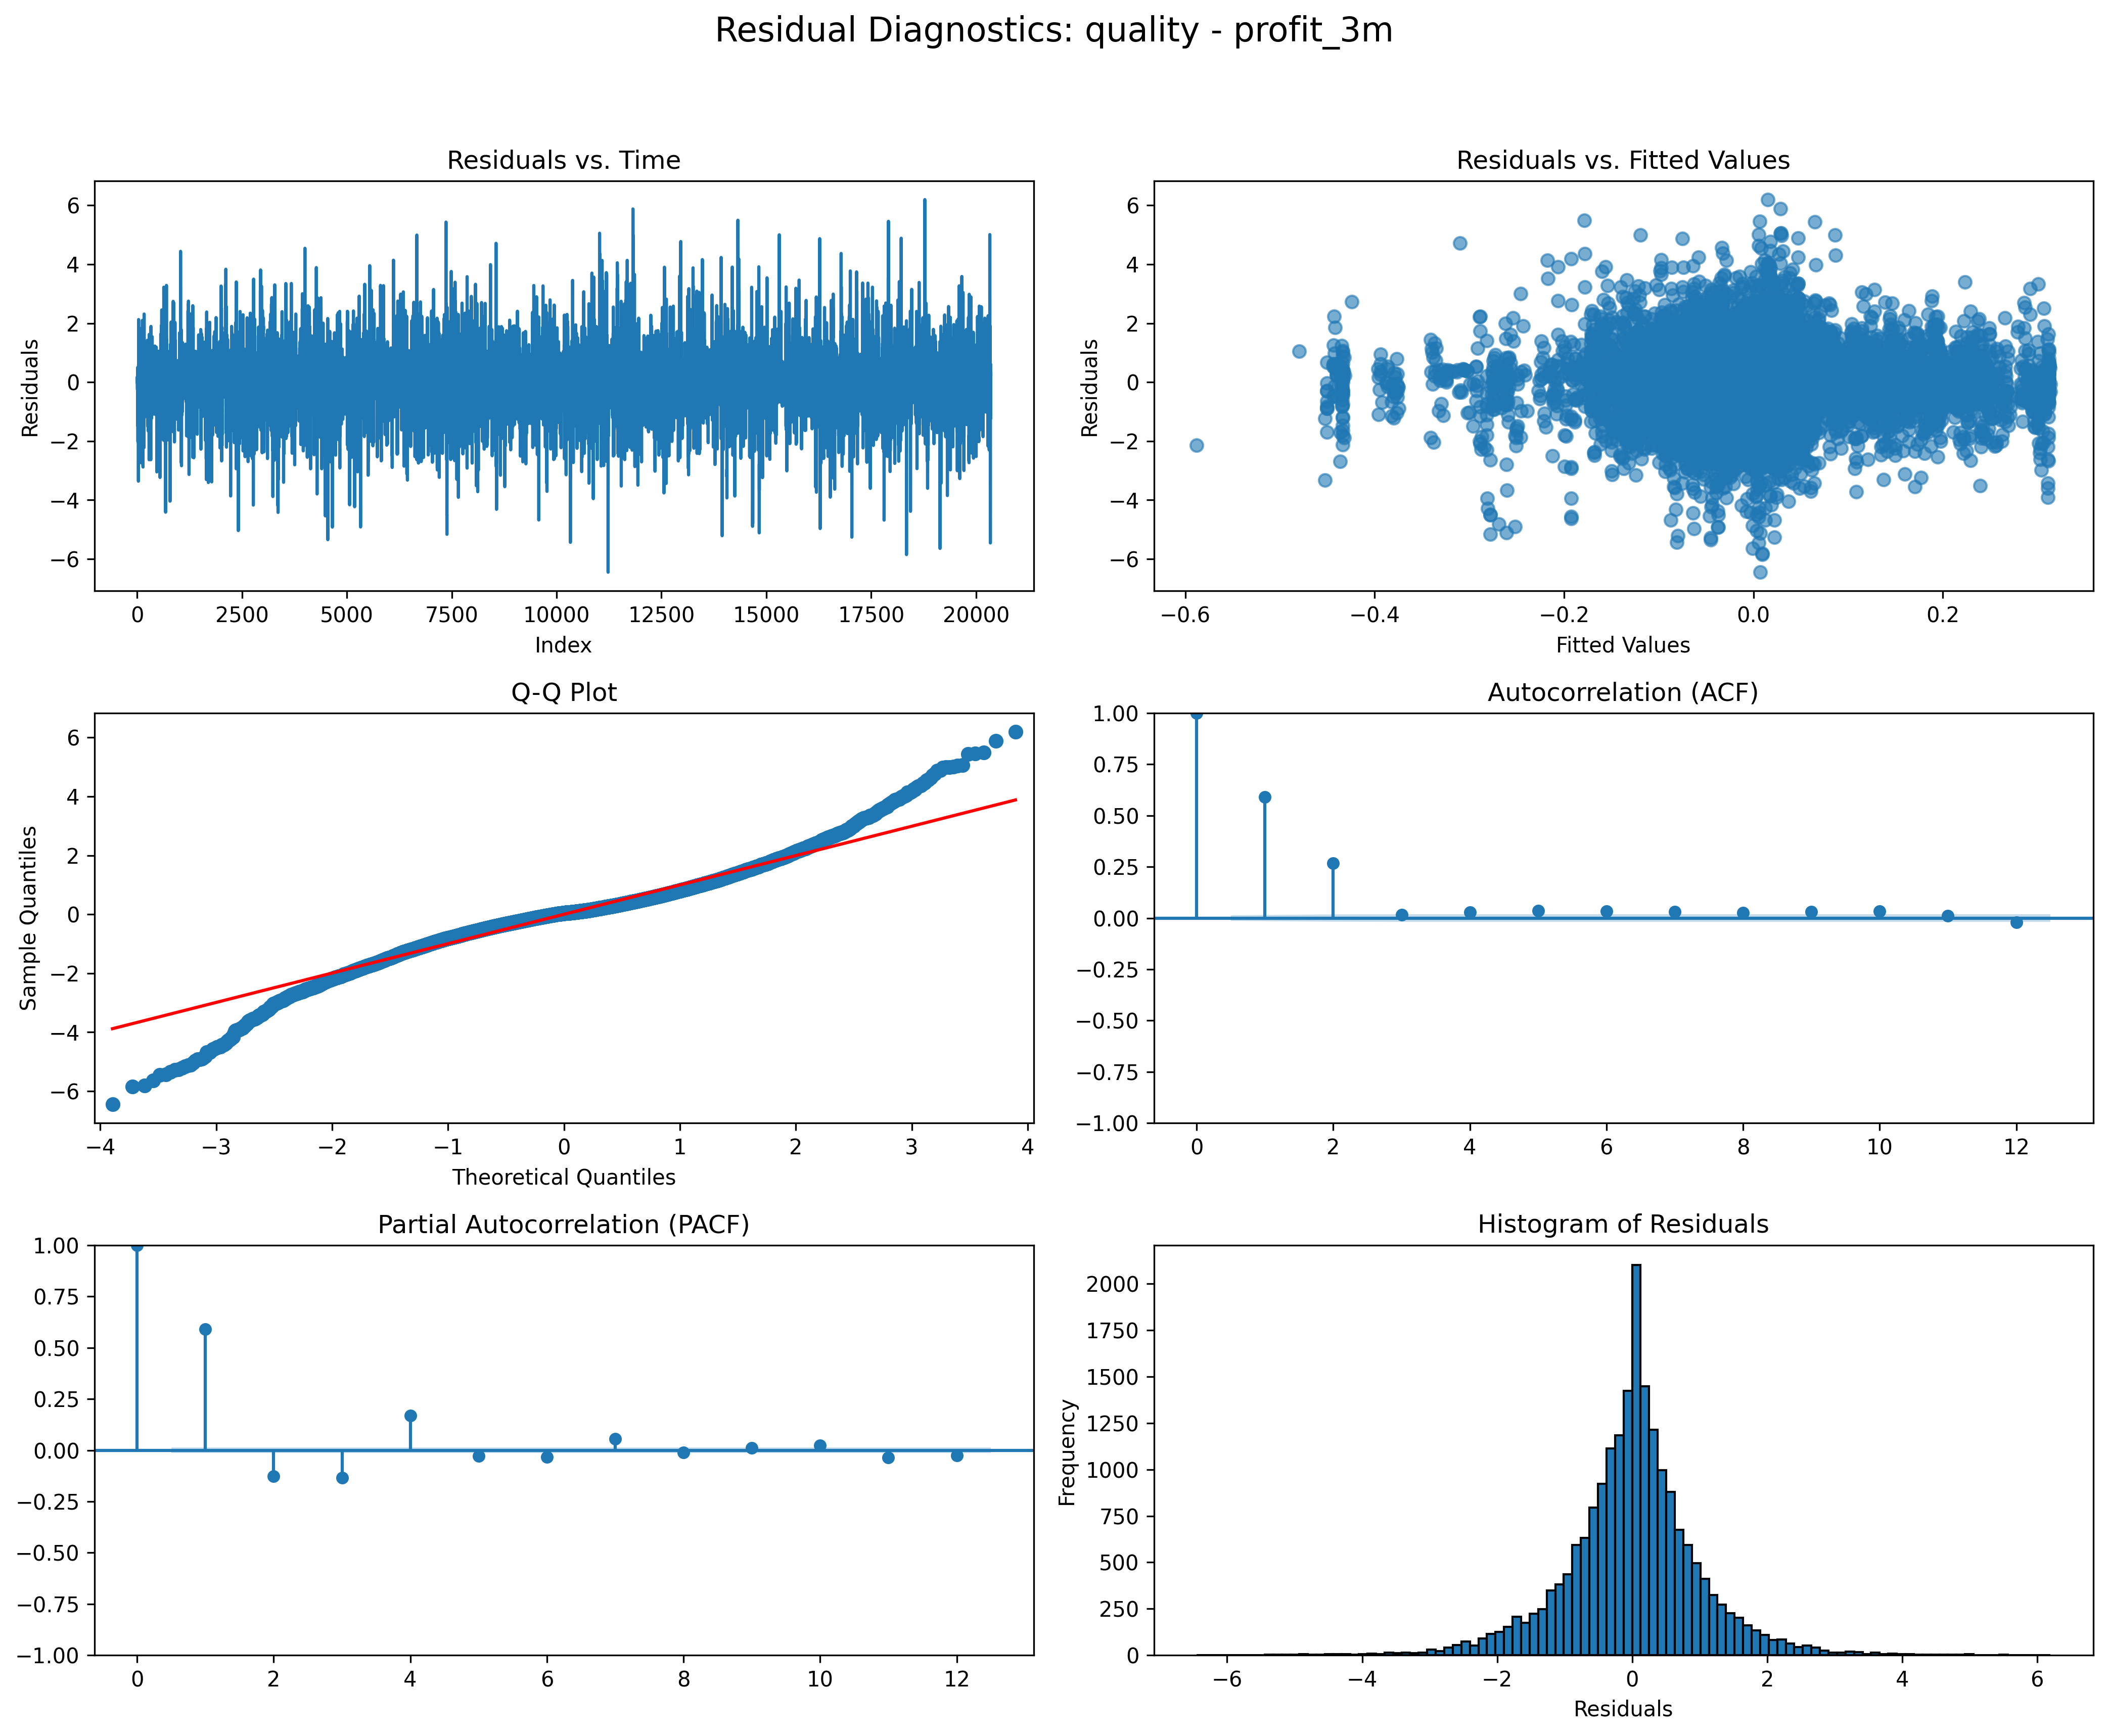 Residual Diagnostics: quality - profit_3m
Residuals vs. Time
Residuals
6
4
2
0
−2
−4
−6
0 2500 5000 7500 10000 12500 15000 17500 20000
Index
Residuals vs. Fitted Values
Residuals
6
4
2
0
−2
−4
−6
−0.6 −0.4 −0.2 0.0 0.2
Fitted Values
Q-Q Plot
Sample Quantiles
6
4
2
0
−2
−4
−6
−4 −3 −2 −1 0 1 2 3 4
Theoretical Quantiles
Autocorrelation (ACF)
1.00
0.75
0.50
0.25
0.00
−0.25
−0.50
−0.75
−1.00
0 2 4 6 8 10 12
Partial Autocorrelation (PACF)
1.00
0.75
0.50
0.25
0.00
−0.25
−0.50
−0.75
−1.00
0 2 4 6 8 10 12
Histogram of Residuals
Frequency
2000
1750
1500
1250
1000
750
500
250
0
−6 −4 −2 0 2 4 6
Residuals